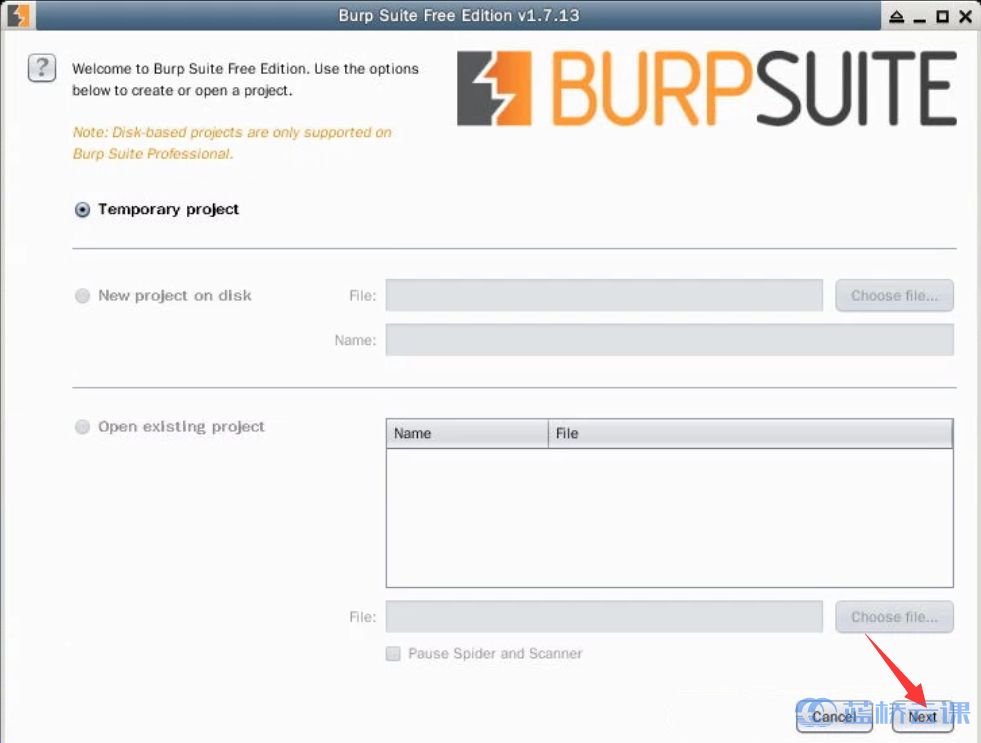 Burp Suite Free Edition v1.7.13
?
Welcome to Burp Suite Free Edition. Use the options
below to create or open a project.
BURPSUITE
Note: Disk-based projects are only supported on
Burp Suite Professional.
Temporary project
New project on disk
File:
Choose file...
Name:
Open existing project
Name
File
File:
Choose file...
Pause Spider and Scanner
Cancel
Next
蓝桥云课